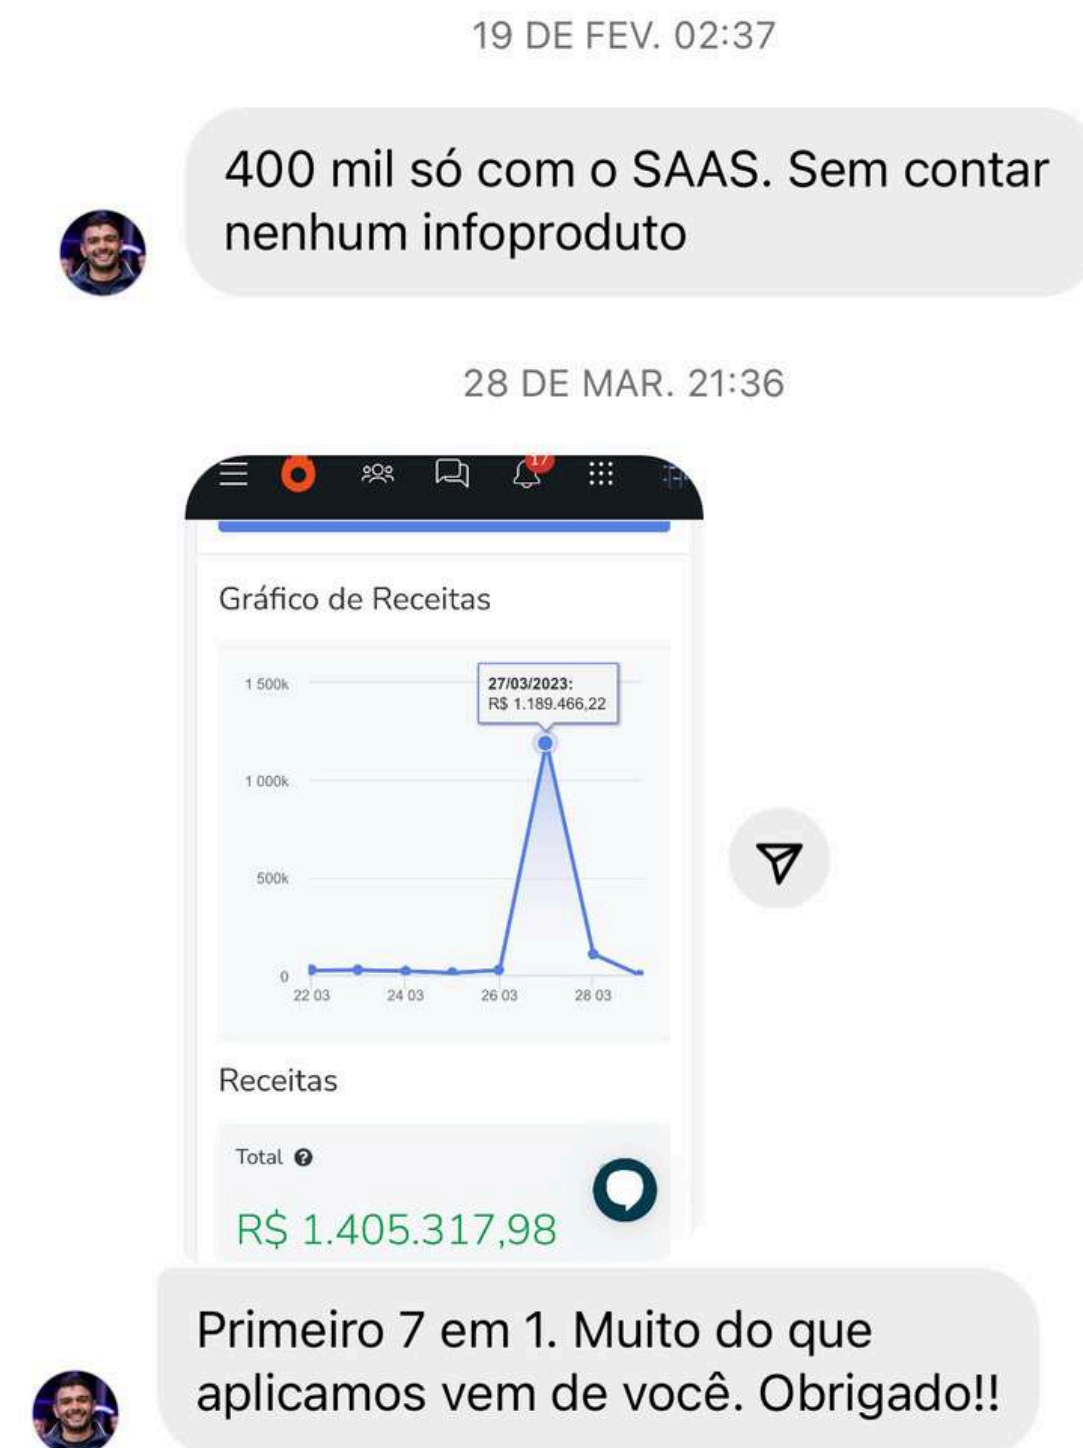 19 DE FEV. 02:37
400 mil só com o SAAS. Sem contar
nenhum infoproduto
28 DE MAR. 21:36
17
Gráfico de Receitas
1 500k
27/03/2023:
R$ 1.189.466,22
1 000k
500k
0
22 03 24 03 26 03 28 03
Receitas
Total
R$ 1.405.317,98
Primeiro 7 em 1. Muito do que
aplicamos vem de você. Obrigado!!